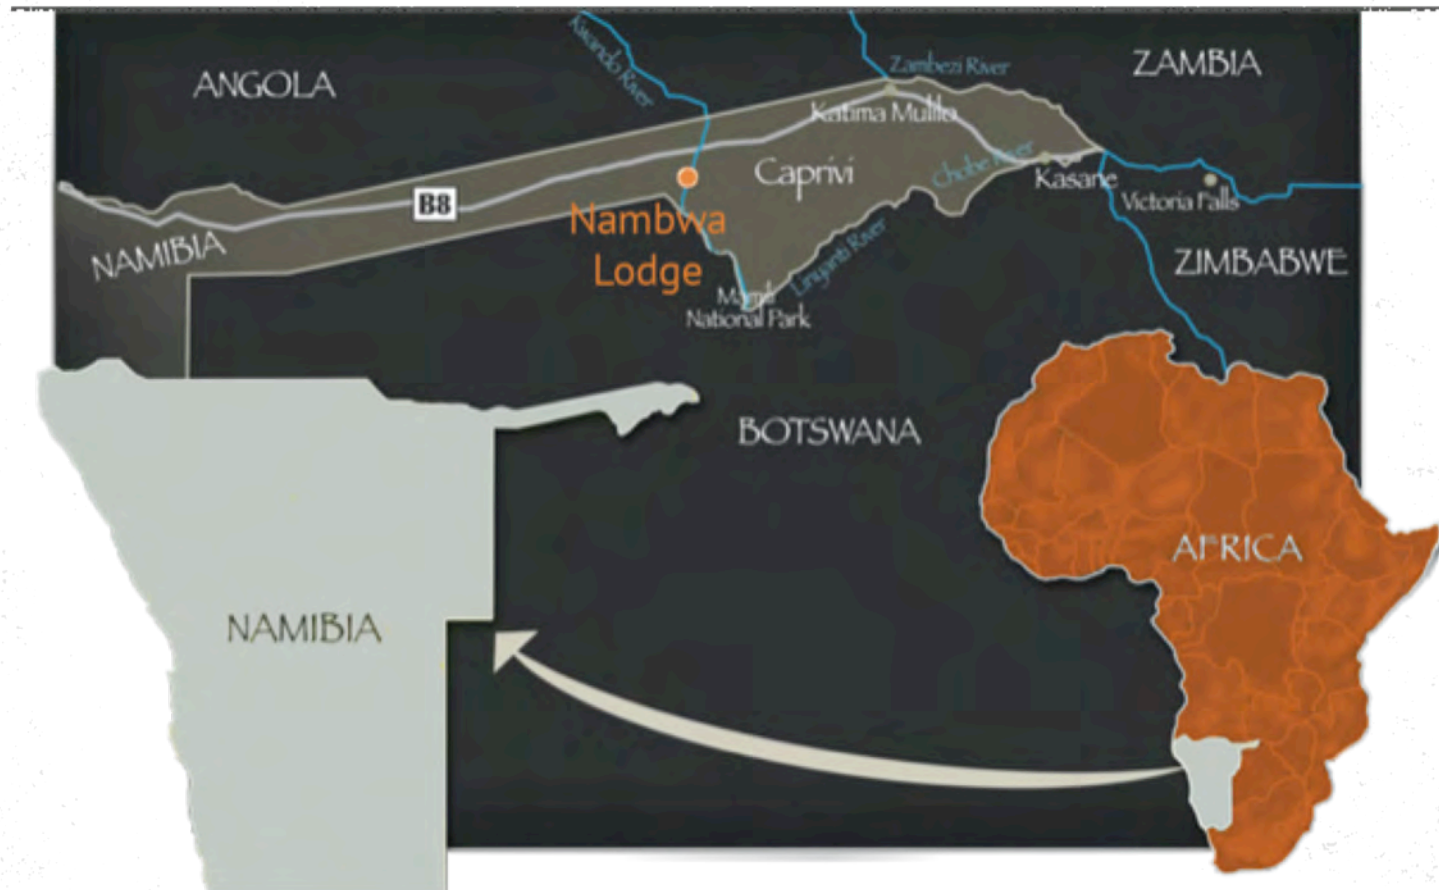 Kwando River
Zambezi River
ZAMBIA
ANGOLA
Katima Mulilo
Caprivi
Chobe River
Kasane
Victoria Falls
B8
Nambwa
Lodge
NAMIBIA
Linyanti River
ZIMBABWE
National Park
BOTSWANA
AFRICA
NAMIBIA